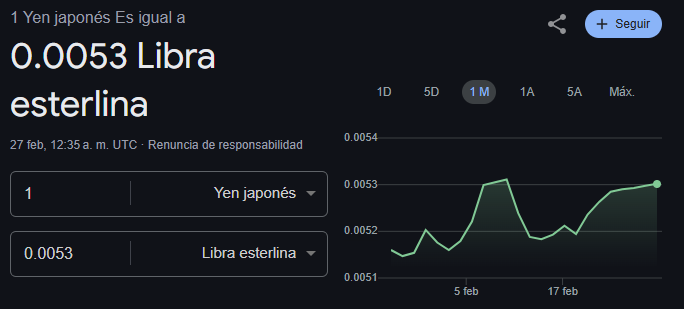 1 Yen japonés Es igual a
0.0053 Libra
esterlina
27 feb, 12:35 a. m. UTC · Renuncia de responsabilidad
1 Yen japonés
0.0053 Libra esterlina
Seguir
1D 5D 1 M 1A 5A Máx.
0.0054
0.0053
0.0052
0.0051
5 feb 17 feb